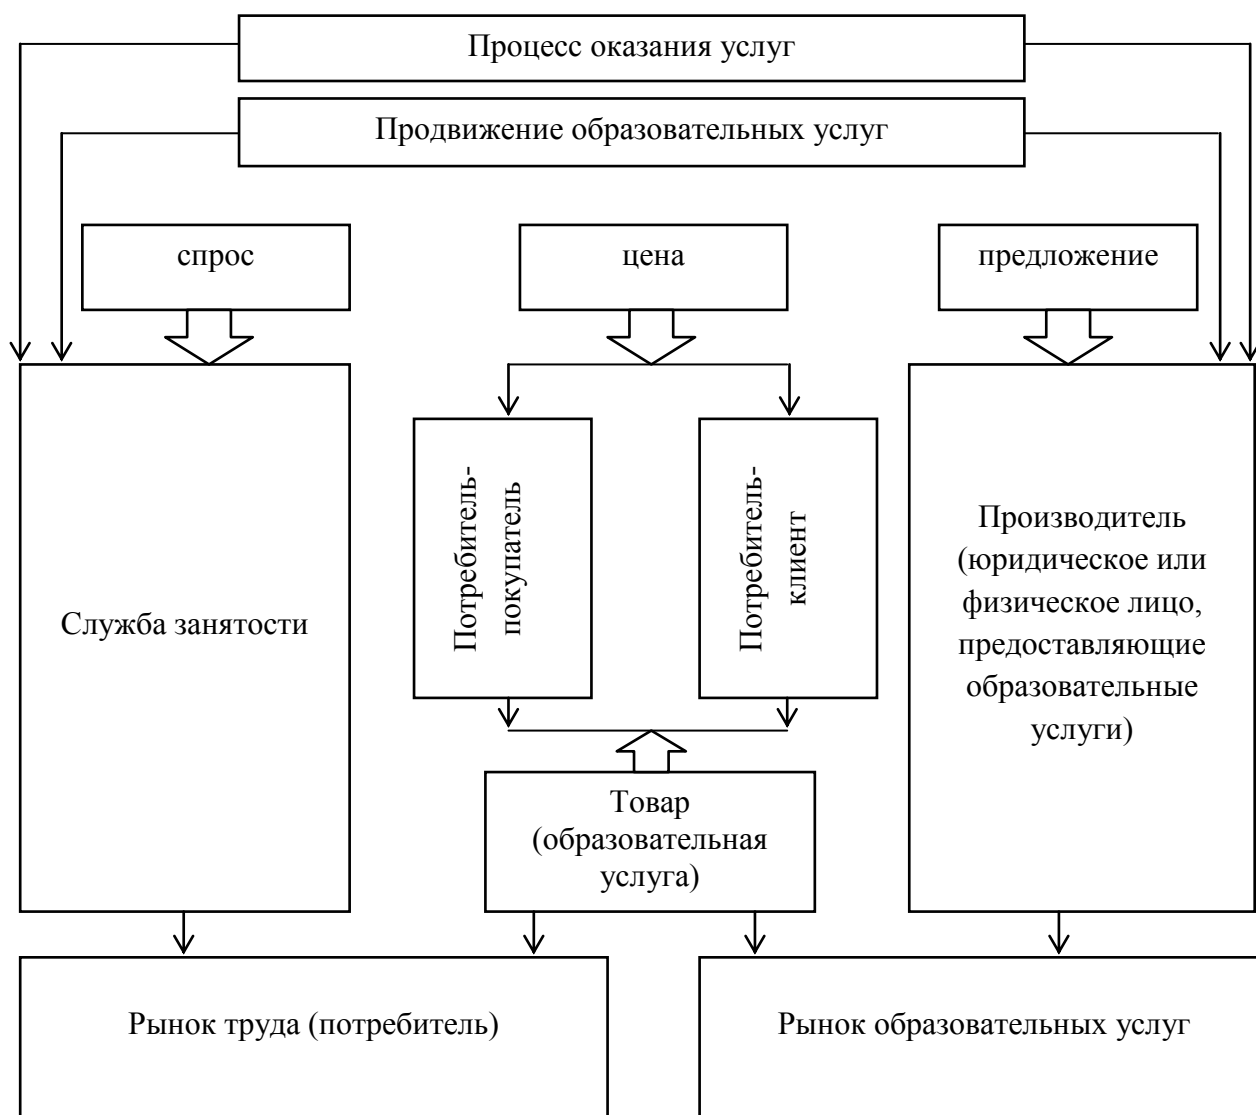 Процесс оказания услуг
Продвижение образовательных услуг
спрос
цена
предложение
Служба занятости
Потребитель-
покупатель
Потребитель-
клиент
Производитель
(юридическое или
физическое лицо,
предоставляющие
образовательные
услуги)
Товар
(образовательная
услуга)
Рынок труда (потребитель)
Рынок образовательных услуг